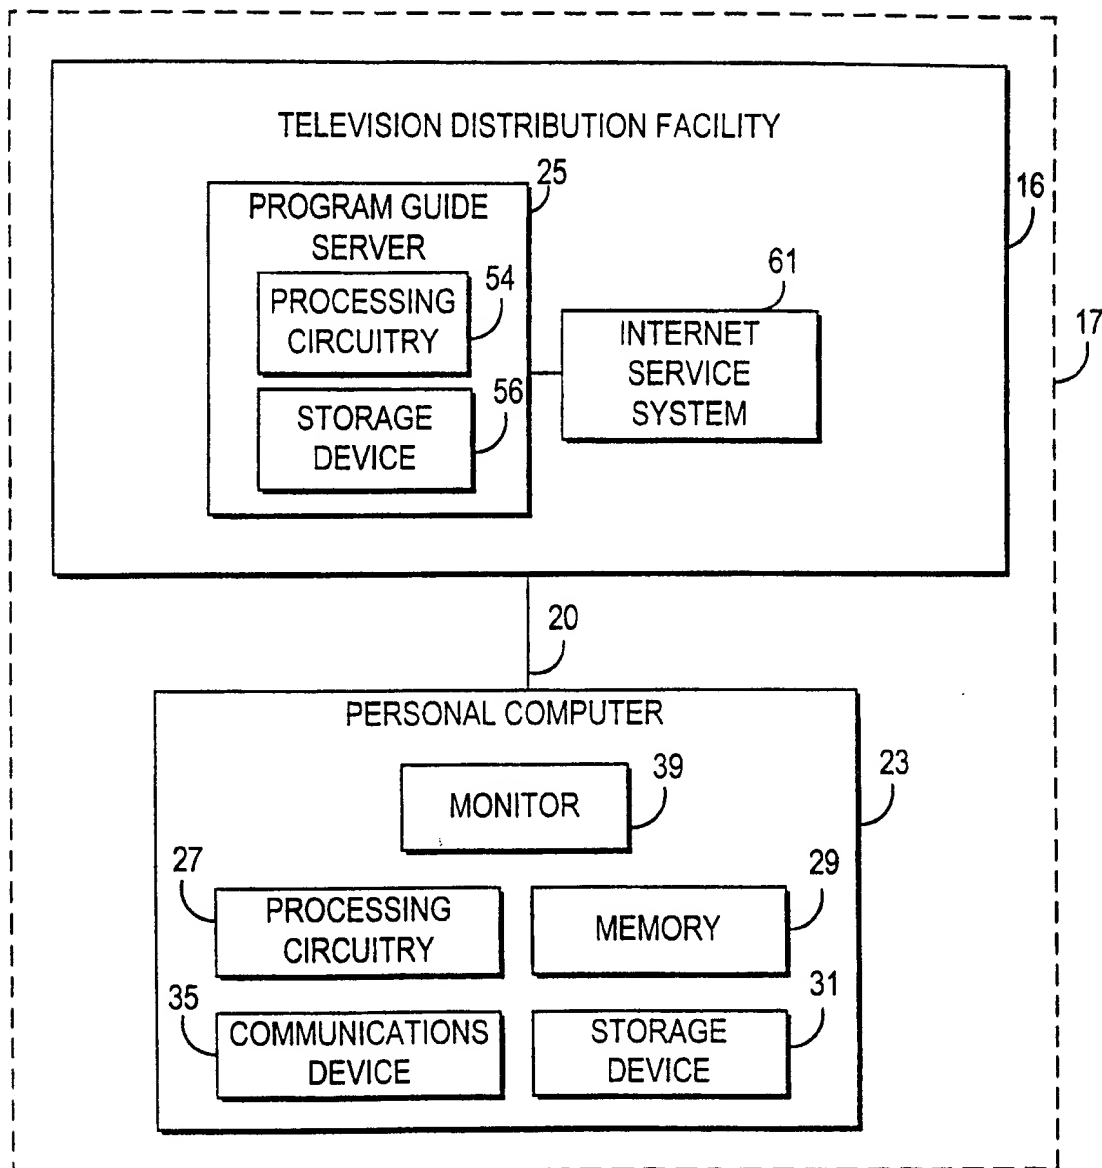 TELEVISION DISTRIBUTION FACILITY
25
PROGRAM GUIDE
SERVER
16
54
PROCESSING
CIRCUITRY
61
INTERNET
SERVICE
SYSTEM
17
56
STORAGE
DEVICE
20
PERSONAL COMPUTER
39
MONITOR
23
27
PROCESSING
CIRCUITRY
29
MEMORY
35
COMMUNICATIONS
DEVICE
31
STORAGE
DEVICE